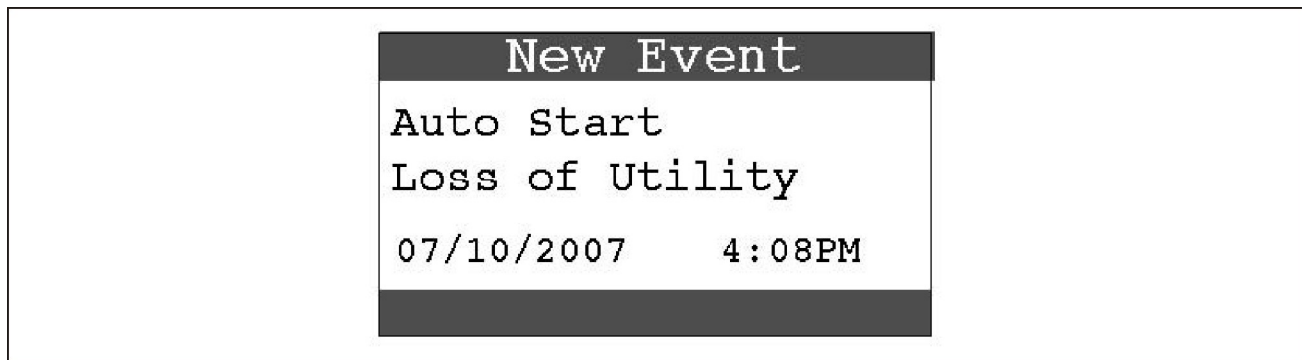 New Event
Auto Start
Loss of Utility
07/10/2007 4:08PM